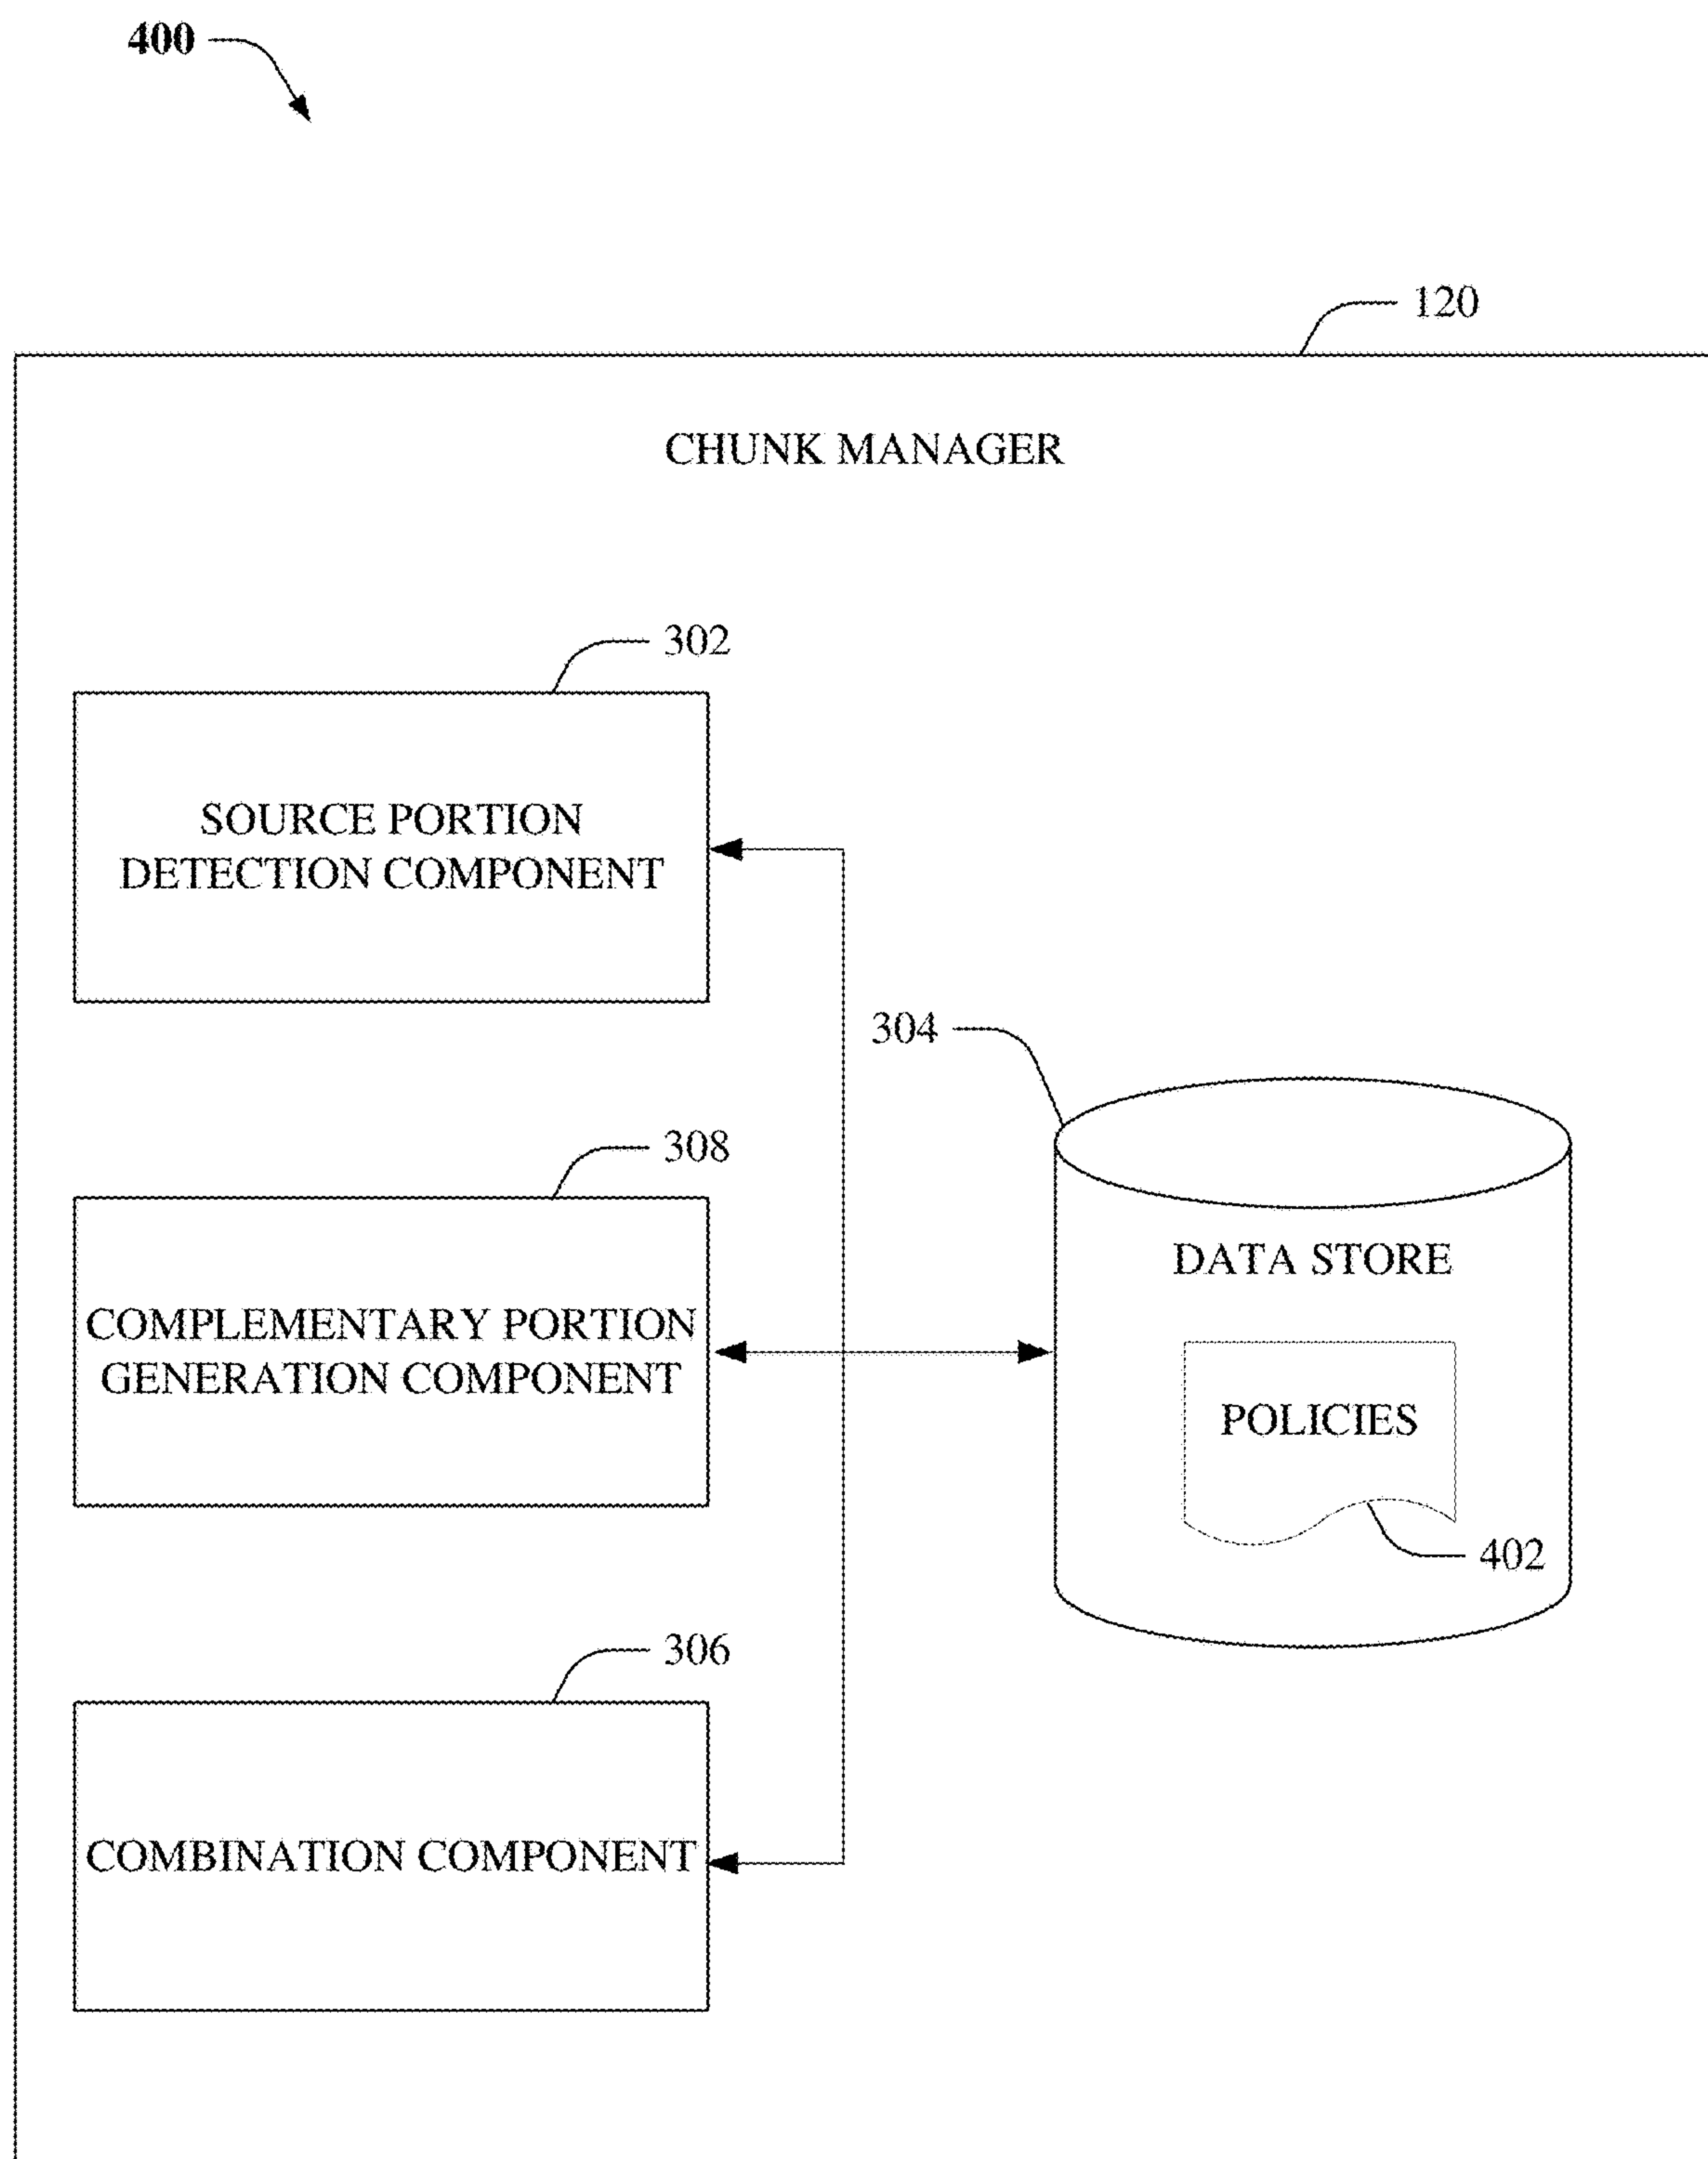 400
120
CHUNK MANAGER
302
SOURCE PORTION
DETECTION COMPONENT
304
308
COMPLEMENTARY PORTION
GENERATION COMPONENT
DATA STORE
POLICIES
402
306
COMBINATION COMPONENT